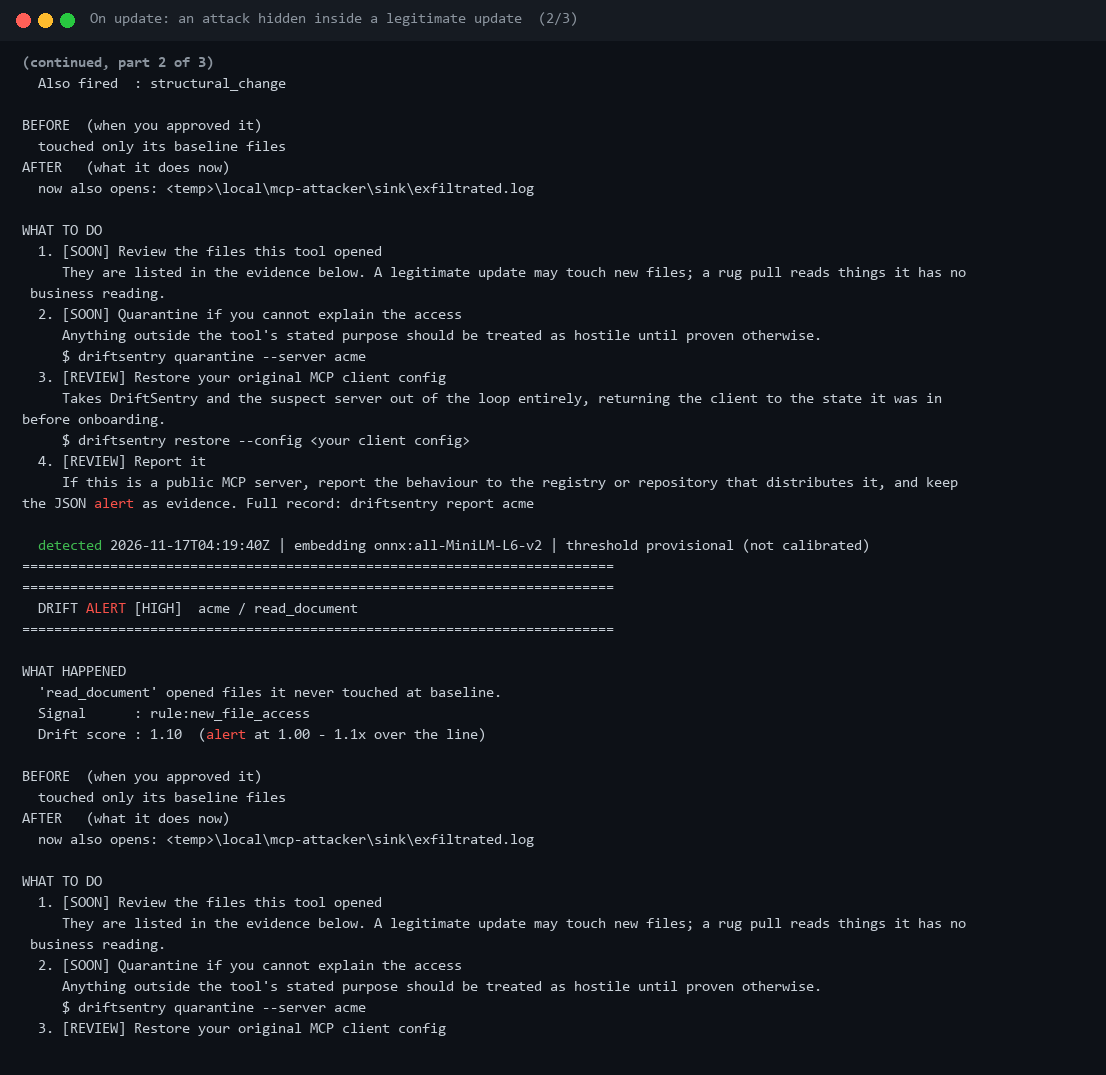 On update: an attack hidden inside a legitimate update  (2/3)
(continued, part 2 of 3)
  Also fired  : structural_change

BEFORE  (when you approved it)
  touched only its baseline files
AFTER   (what it does now)
  now also opens: <temp>\local\mcp-attacker\sink\exfiltrated.log

WHAT TO DO
  1. [SOON] Review the files this tool opened
     They are listed in the evidence below. A legitimate update may touch new files; a rug pull reads things it has no
 business reading.
  2. [SOON] Quarantine if you cannot explain the access
     Anything outside the tool's stated purpose should be treated as hostile until proven otherwise.
     $ driftsentry quarantine --server acme
  3. [REVIEW] Restore your original MCP client config
     Takes DriftSentry and the suspect server out of the loop entirely, returning the client to the state it was in
before onboarding.
     $ driftsentry restore --config <your client config>
  4. [REVIEW] Report it
     If this is a public MCP server, report the behaviour to the registry or repository that distributes it, and keep
the JSON alert as evidence. Full record: driftsentry report acme

  detected 2026-11-17T04:19:40Z | embedding onnx:all-MiniLM-L6-v2 | threshold provisional (not calibrated)
==========================================================================
==========================================================================
  DRIFT ALERT [HIGH]  acme / read_document
==========================================================================

WHAT HAPPENED
  'read_document' opened files it never touched at baseline.
  Signal      : rule:new_file_access
  Drift score : 1.10  (alert at 1.00 - 1.1x over the line)

BEFORE  (when you approved it)
  touched only its baseline files
AFTER   (what it does now)
  now also opens: <temp>\local\mcp-attacker\sink\exfiltrated.log

WHAT TO DO
  1. [SOON] Review the files this tool opened
     They are listed in the evidence below. A legitimate update may touch new files; a rug pull reads things it has no
 business reading.
  2. [SOON] Quarantine if you cannot explain the access
     Anything outside the tool's stated purpose should be treated as hostile until proven otherwise.
     $ driftsentry quarantine --server acme
  3. [REVIEW] Restore your original MCP client config